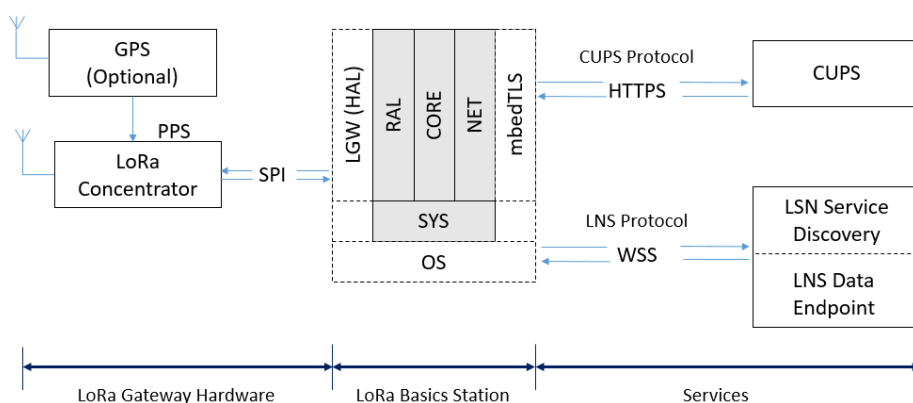 GPS
(Optional)
PPS
LoRa
Concentrator
SPI
LGW (HAL)
RAL
CORE
NET
mbedTLS
SYS
OS
CUPS Protocol
HTTPS
CUPS
LNS Protocol
WSS
LSN Service
Discovery
LNS Data
Endpoint
LoRa Gateway Hardware
LoRa Basics Station
Services